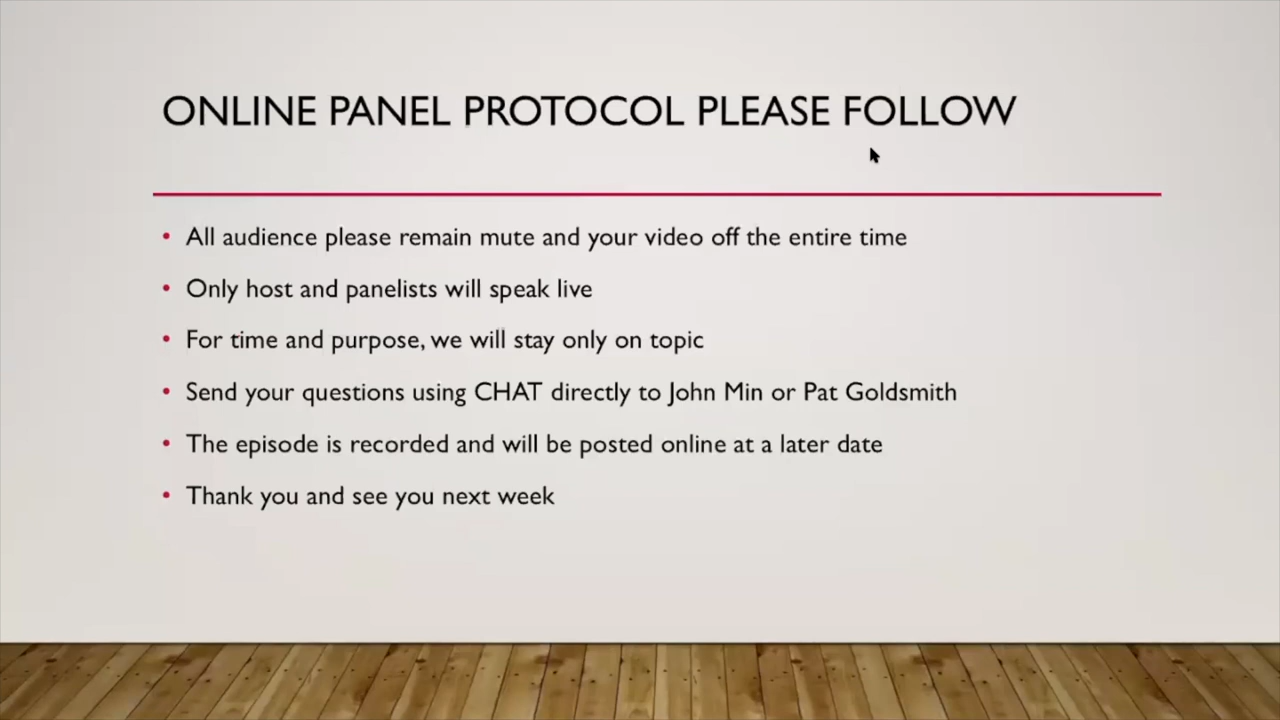 ONLINE PANEL PROTOCOL PLEASE FOLLOW
• All audience please remain mute and your video off the entire time
• Only host and panelists will speak live
• For time and purpose, we will stay only on topic
• Send your questions using CHAT directly to John Min or Pat Goldsmith
• The episode is recorded and will be posted online at a later date
• Thank you and see you next week